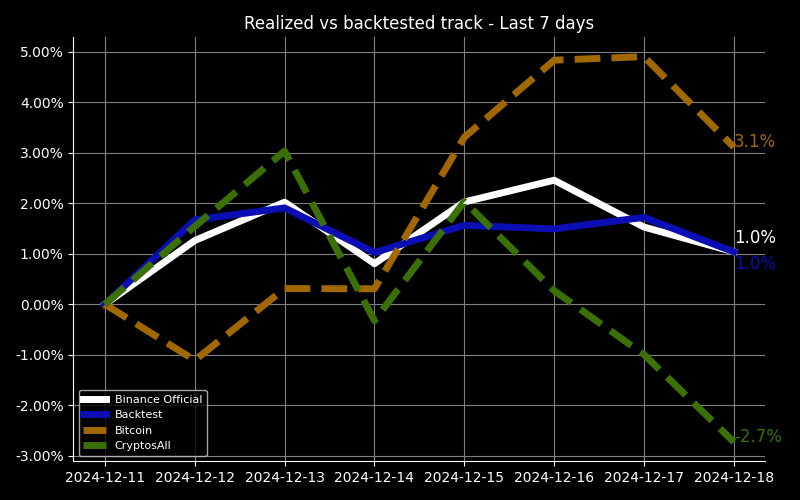 Realized vs backtested track - Last 7 days
5.00%
4.00%
3.00%
2.00%
1.00%
0.00%
-1.00%
-2.00%
-3.00%
3.1%
1.0%
1.0%
-2.7%
Binance Official
Backtest
Bitcoin
CryptosAll
2024-12-11 2024-12-12 2024-12-13 2024-12-14 2024-12-15 2024-12-16 2024-12-17 2024-12-18